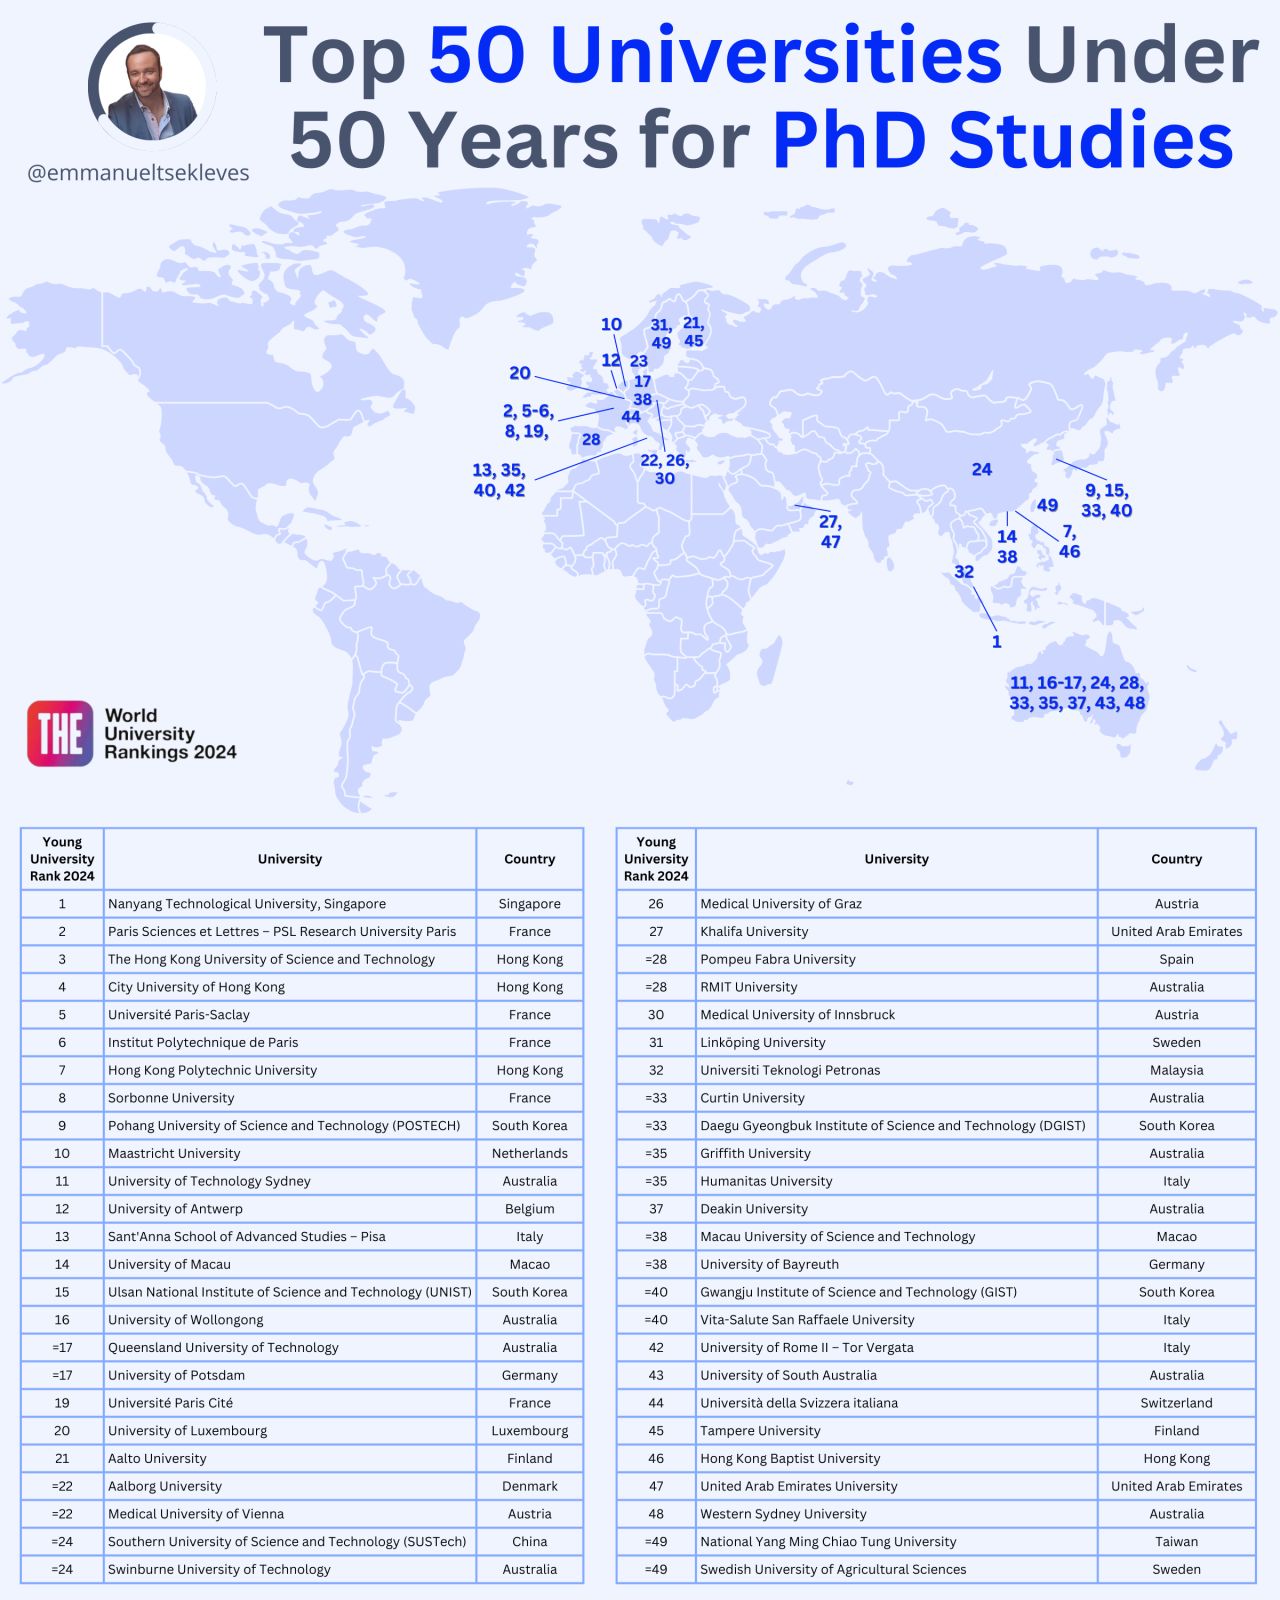 Top 50 Universities Under
50 Years for PhD Studies
@emmanueltsekleves
10
31,
49
21,
45
12
23
20
17
38
2, 5-6,
8, 19,
44
28
13, 35,
40, 42
22, 26,
30
24
9, 15,
33, 40
49
27,
47
14
38
7,
46
32
1
11, 16-17, 24, 28,
33, 35, 37, 43, 48
THE
World
University
Rankings 2024
Young University Rank 2024 University Country
1 Nanyang Technological University, Singapore Singapore
2 Paris Sciences et Lettres – PSL Research University Paris France
3 The Hong Kong University of Science and Technology Hong Kong
4 City University of Hong Kong Hong Kong
5 Université Paris-Saclay France
6 Institut Polytechnique de Paris France
7 Hong Kong Polytechnic University Hong Kong
8 Sorbonne University France
9 Pohang University of Science and Technology (POSTECH) South Korea
10 Maastricht University Netherlands
11 University of Technology Sydney Australia
12 University of Antwerp Belgium
13 Sant'Anna School of Advanced Studies – Pisa Italy
14 University of Macau Macao
15 Ulsan National Institute of Science and Technology (UNIST) South Korea
16 University of Wollongong Australia
=17 Queensland University of Technology Australia
=17 University of Potsdam Germany
19 Université Paris Cité France
20 University of Luxembourg Luxembourg
21 Aalto University Finland
=22 Aalborg University Denmark
=22 Medical University of Vienna Austria
=24 Southern University of Science and Technology (SUSTech) China
=24 Swinburne University of Technology Australia
Young University Rank 2024 University Country
26 Medical University of Graz Austria
27 Khalifa University United Arab Emirates
=28 Pompeu Fabra University Spain
=28 RMIT University Australia
30 Medical University of Innsbruck Austria
31 Linköping University Sweden
32 Universiti Teknologi Petronas Malaysia
=33 Curtin University Australia
=33 Daegu Gyeongbuk Institute of Science and Technology (DGIST) South Korea
=35 Griffith University Australia
=35 Humanitas University Italy
37 Deakin University Australia
=38 Macau University of Science and Technology Macao
=38 University of Bayreuth Germany
=40 Gwangju Institute of Science and Technology (GIST) South Korea
=40 Vita-Salute San Raffaele University Italy
42 University of Rome II – Tor Vergata Italy
43 University of South Australia Australia
44 Università della Svizzera italiana Switzerland
45 Tampere University Finland
46 Hong Kong Baptist University Hong Kong
47 United Arab Emirates University United Arab Emirates
48 Western Sydney University Australia
=49 National Yang Ming Chiao Tung University Taiwan
=49 Swedish University of Agricultural Sciences Sweden